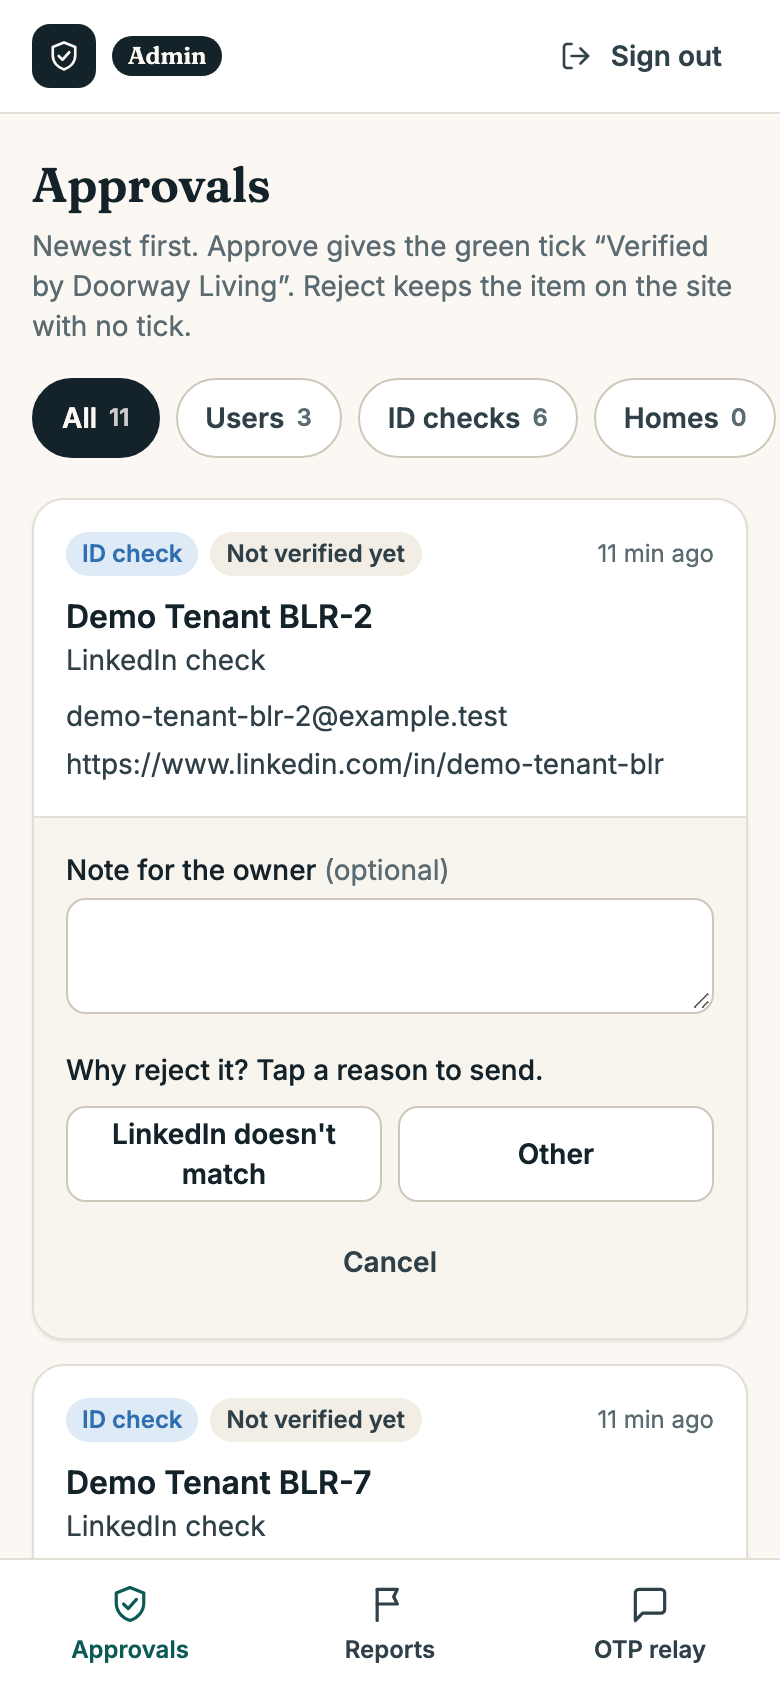 Admin
Sign out
Approvals
Newest first. Approve gives the green tick “Verified
by Doorway Living”. Reject keeps the item on the site
with no tick.
All 11
Users 3
ID checks 6
Homes 0
ID check
Not verified yet
11 min ago
Demo Tenant BLR-2
LinkedIn check
demo-tenant-blr-2@example.test
https://www.linkedin.com/in/demo-tenant-blr
Note for the owner (optional)
Why reject it? Tap a reason to send.
LinkedIn doesn't
match
Other
Cancel
ID check
Not verified yet
11 min ago
Demo Tenant BLR-7
LinkedIn check
Approvals
Reports
OTP relay